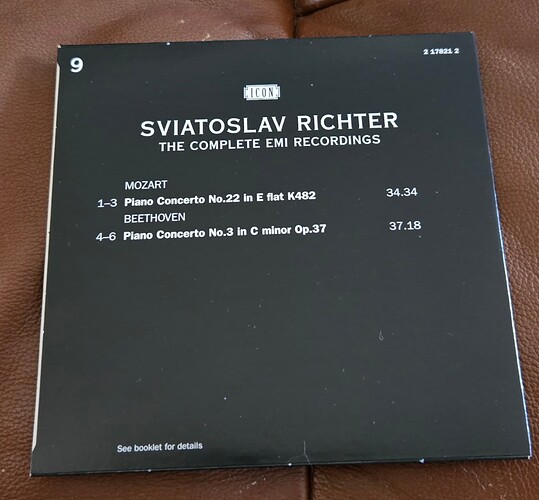 9
2 17821 2
ICON
SVIATOSLAV RICHTER
THE COMPLETE EMI RECORDINGS
MOZART
1–3 Piano Concerto No.22 in E flat K482 34.34
BEETHOVEN
4–6 Piano Concerto No.3 in C minor Op.37 37.18
See booklet for details